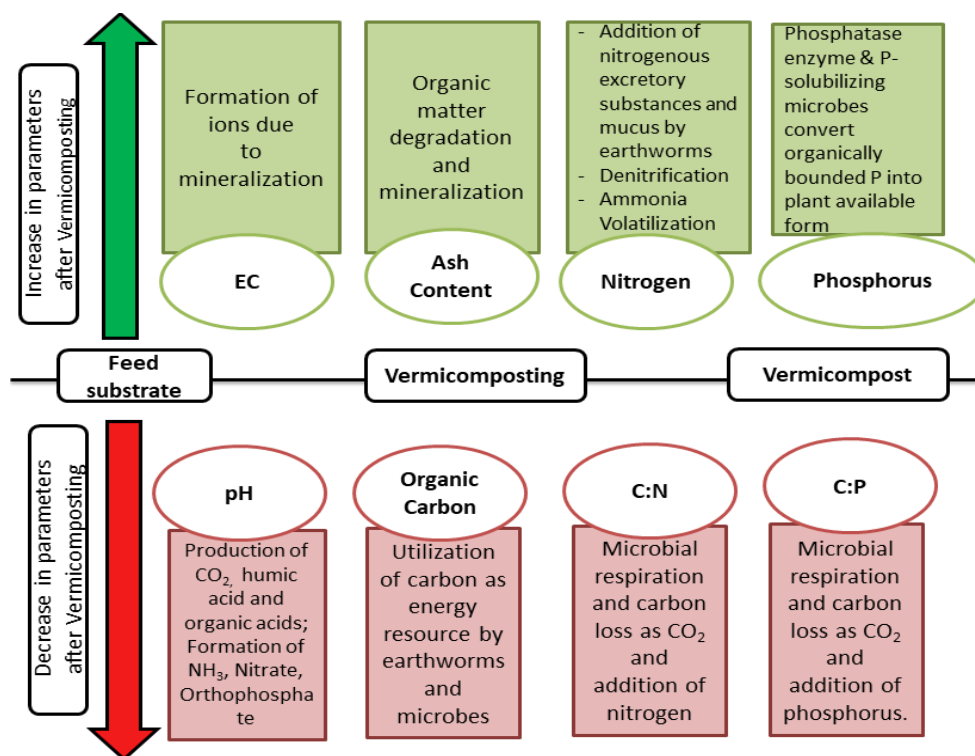 Increase in parameters
after Vermicomposting
Formation of
ions due
to
mineralization
EC
Organic
matter
degradation
and
mineralization
Ash
Content
- Addition of
nitrogenous
excretory
substances and
mucus by
earthworms
- Denitrification
- Ammonia
Volatilization
Nitrogen
Phosphatase
enzyme & P-
solubilizing
microbes
convert
organically
bounded P into
plant available
form
Phosphorus
Feed
substrate
Vermicomposting
Vermicompost
Decrease in parameters
after Vermicomposting
pH
Production of
CO₂, humic
acid and
organic acids;
Formation of
NH₃, Nitrate,
Orthophospha
te
Organic
Carbon
Utilization
of carbon as
energy
resource by
earthworms
and
microbes
C:N
Microbial
respiration
and carbon
loss as CO₂
and
addition of
nitrogen
C:P
Microbial
respiration
and carbon
loss as CO₂
and
addition of
phosphorus.